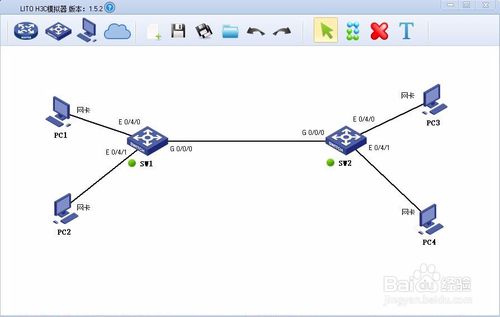 LITO H3C模拟器 版本：1.5.2
T
网卡
PC1
E 0/4/0
E 0/4/1
G 0/0/0
SW1
网卡
PC2
G 0/0/0
E 0/4/0
E 0/4/1
SW2
网卡
PC3
网卡
PC4
Baidu经验
jingyan.baidu.com